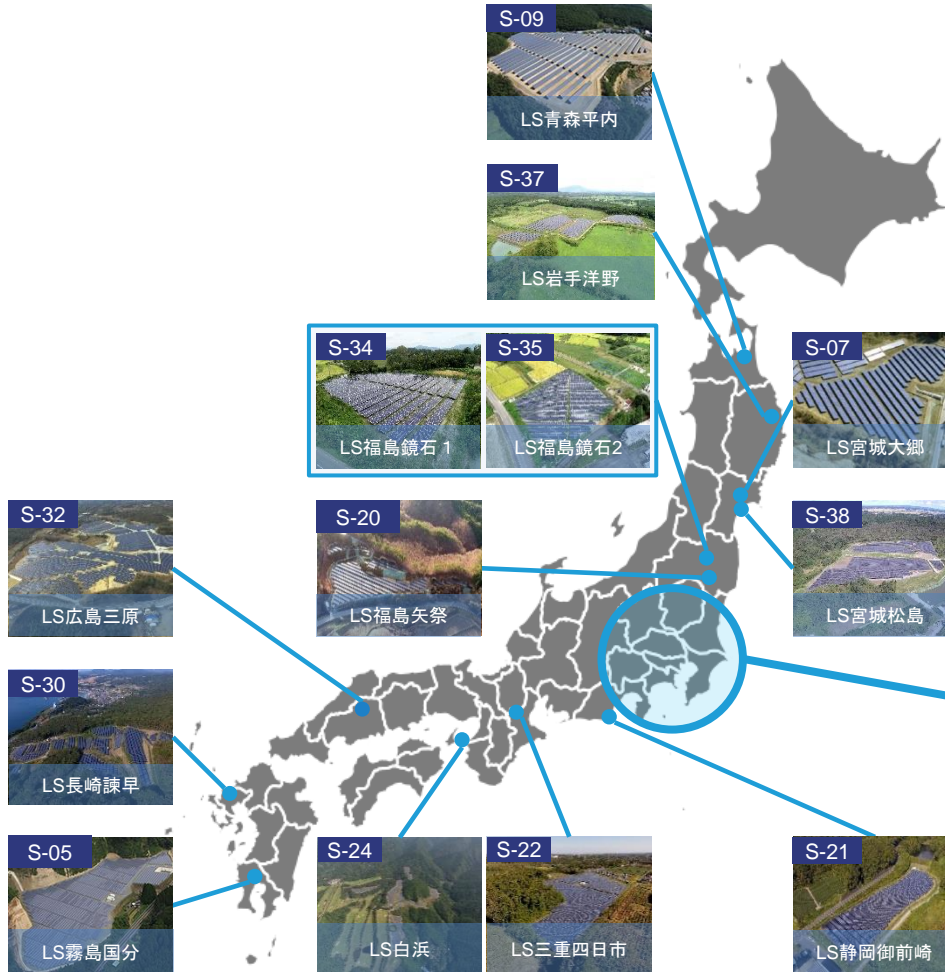 S-09
LS青森平内
S-37
LS岩手洋野
S-34
LS福島鏡石１
S-35
LS福島鏡石2
S-07
LS宮城大郷
S-32
LS広島三原
S-20
LS福島矢祭
S-38
LS宮城松島
S-30
LS長崎諫早
S-05
LS霧島国分
S-24
LS白浜
S-22
LS三重四日市
S-21
LS静岡御前崎